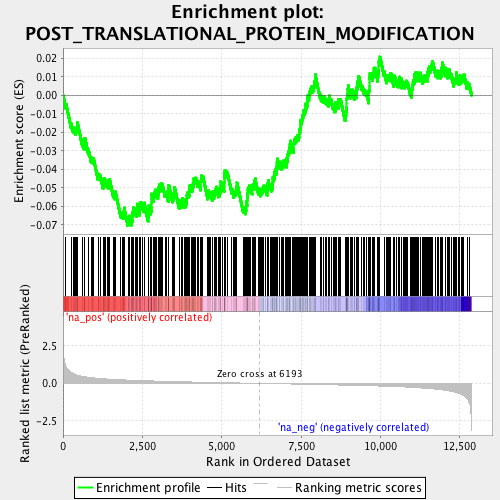 Enrichment plot:
POST_TRANSLATIONAL_PROTEIN_MODIFICATION
Enrichment score (ES)
0.02
0.01
0.00
-0.01
-0.02
-0.03
-0.04
-0.05
-0.06
-0.07
'na_pos' (positively correlated)
Ranked list metric (PreRanked)
2.5
0.0
-2.5
Zero cross at 6193
'na_neg' (negatively correlated)
0
2,500
5,000
7,500
10,000
12,500
Rank in Ordered Dataset
Enrichment profile
Hits
Ranking metric scores